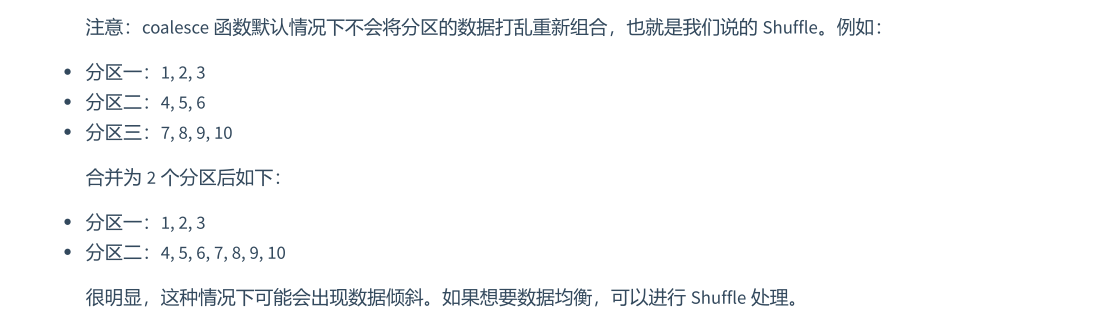 注意：coalesce 函数默认情况下不会将分区的数据打乱重新组合，也就是我们说的 Shuffle。例如：
• 分区一：1, 2, 3
• 分区二：4, 5, 6
• 分区三：7, 8, 9, 10
合并为 2 个分区后如下：
• 分区一：1, 2, 3
• 分区二：4, 5, 6, 7, 8, 9, 10
很明显，这种情况下可能会出现数据倾斜。如果想要数据均衡，可以进行 Shuffle 处理。